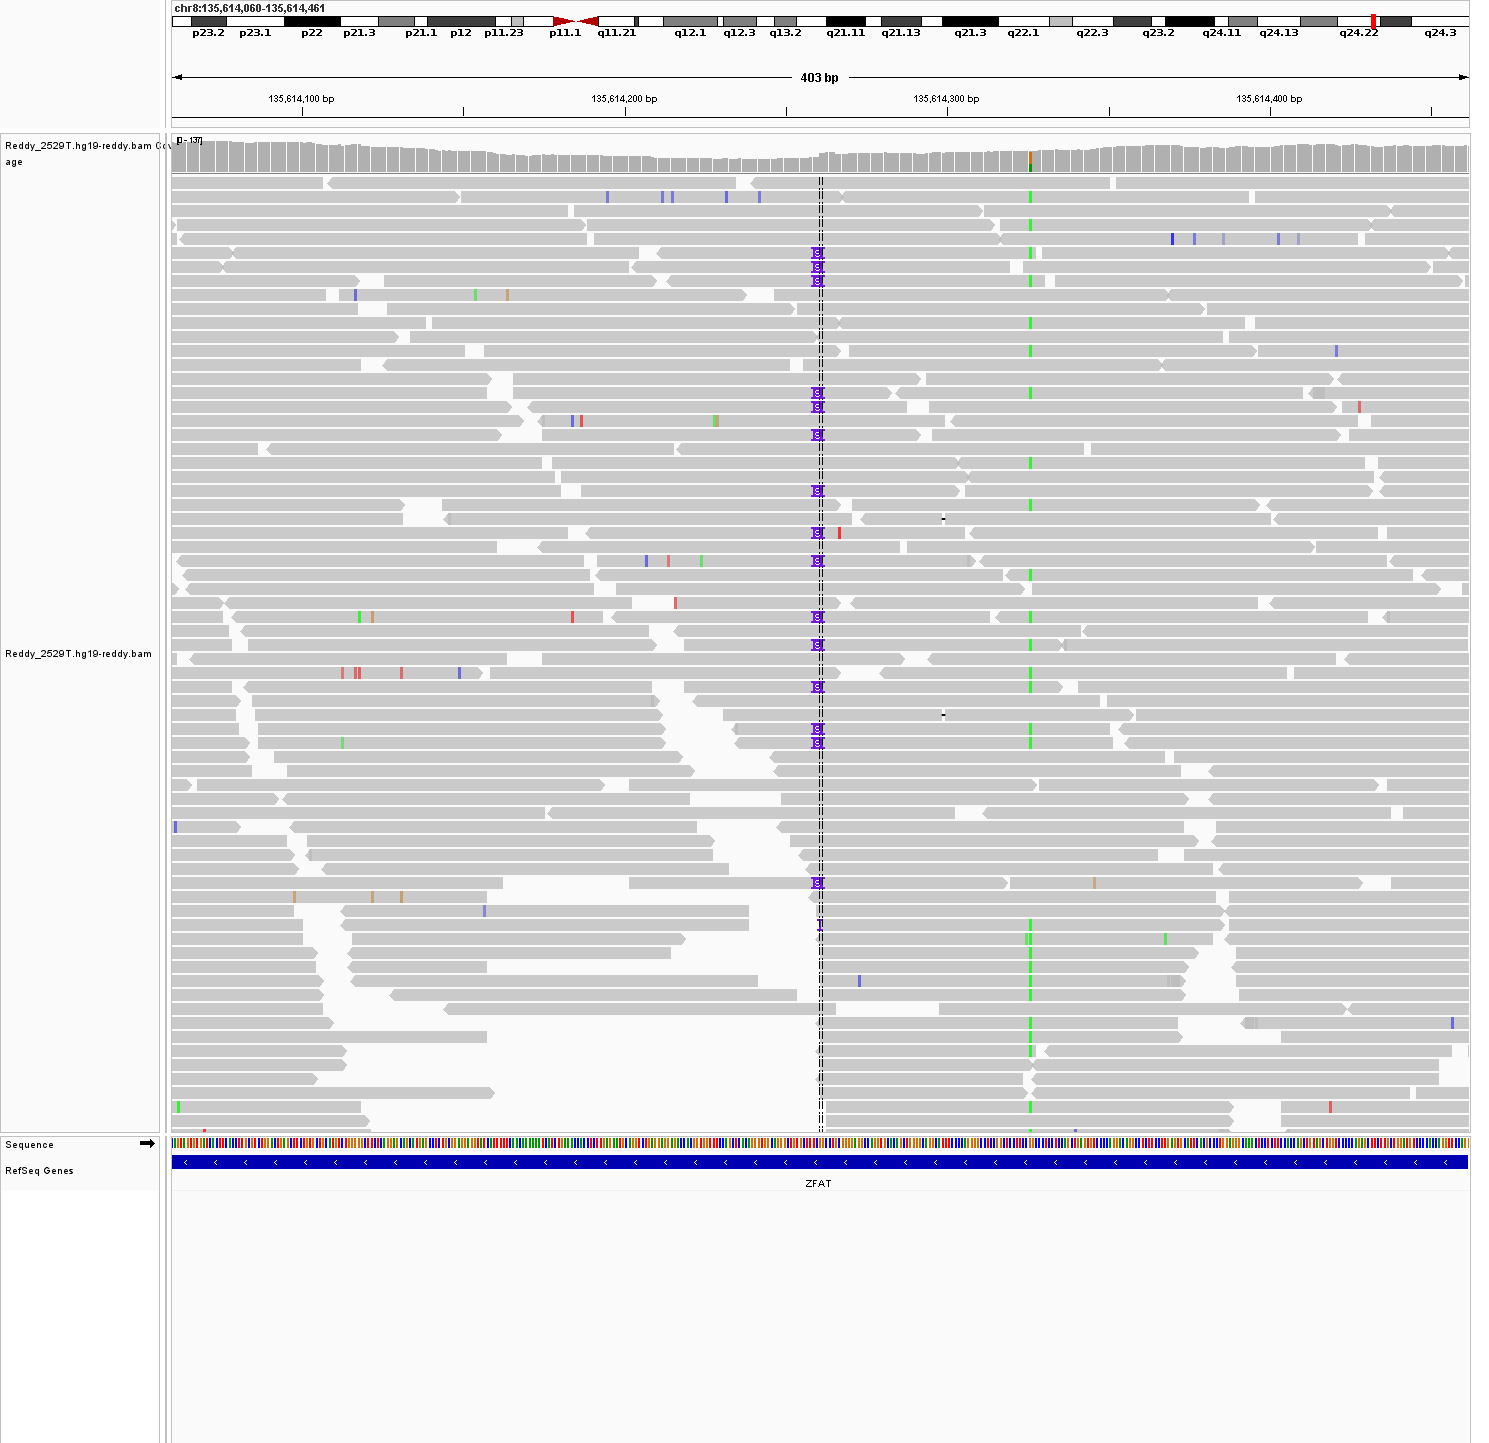 chr8:135,614,060-135,614,461
p23.2 p23.1 p22 p21.3 p21.1 p12 p11.23 p11.1 q11.21 q12.1 q12.3 q13.2 q21.11 q21.13 q21.3 q22.1 q22.3 q23.2 q24.11 q24.13 q24.22 q24.3
403 bp
135,614,100 bp 135,614,200 bp 135,614,300 bp 135,614,400 bp
[0 - 137]
Reddy_2529T.hg19-reddy.bam Cov
age
Reddy_2529T.hg19-reddy.bam
Sequence
RefSeq Genes
ZFAT